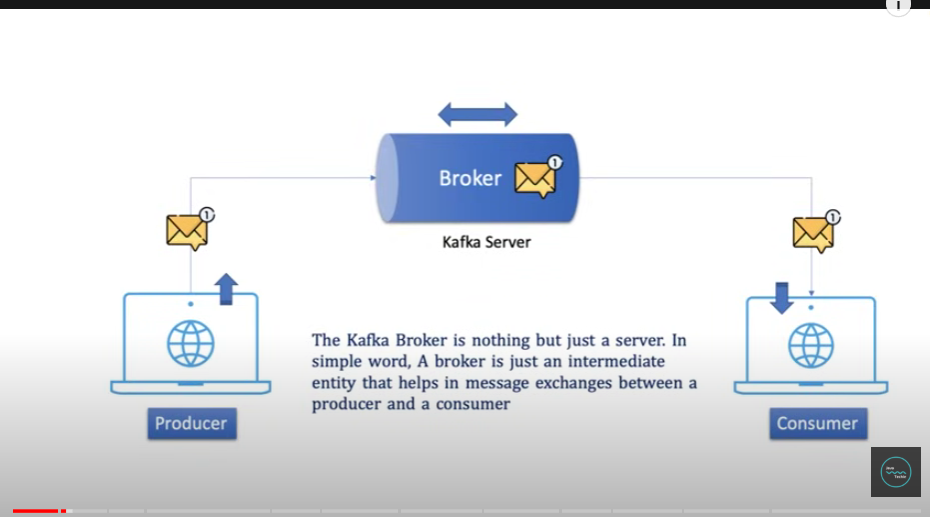 1
Broker
Kafka Server
1
1
The Kafka Broker is nothing but just a server. In
simple word, A broker is just an intermediate
entity that helps in message exchanges between a
producer and a consumer
Producer
Consumer